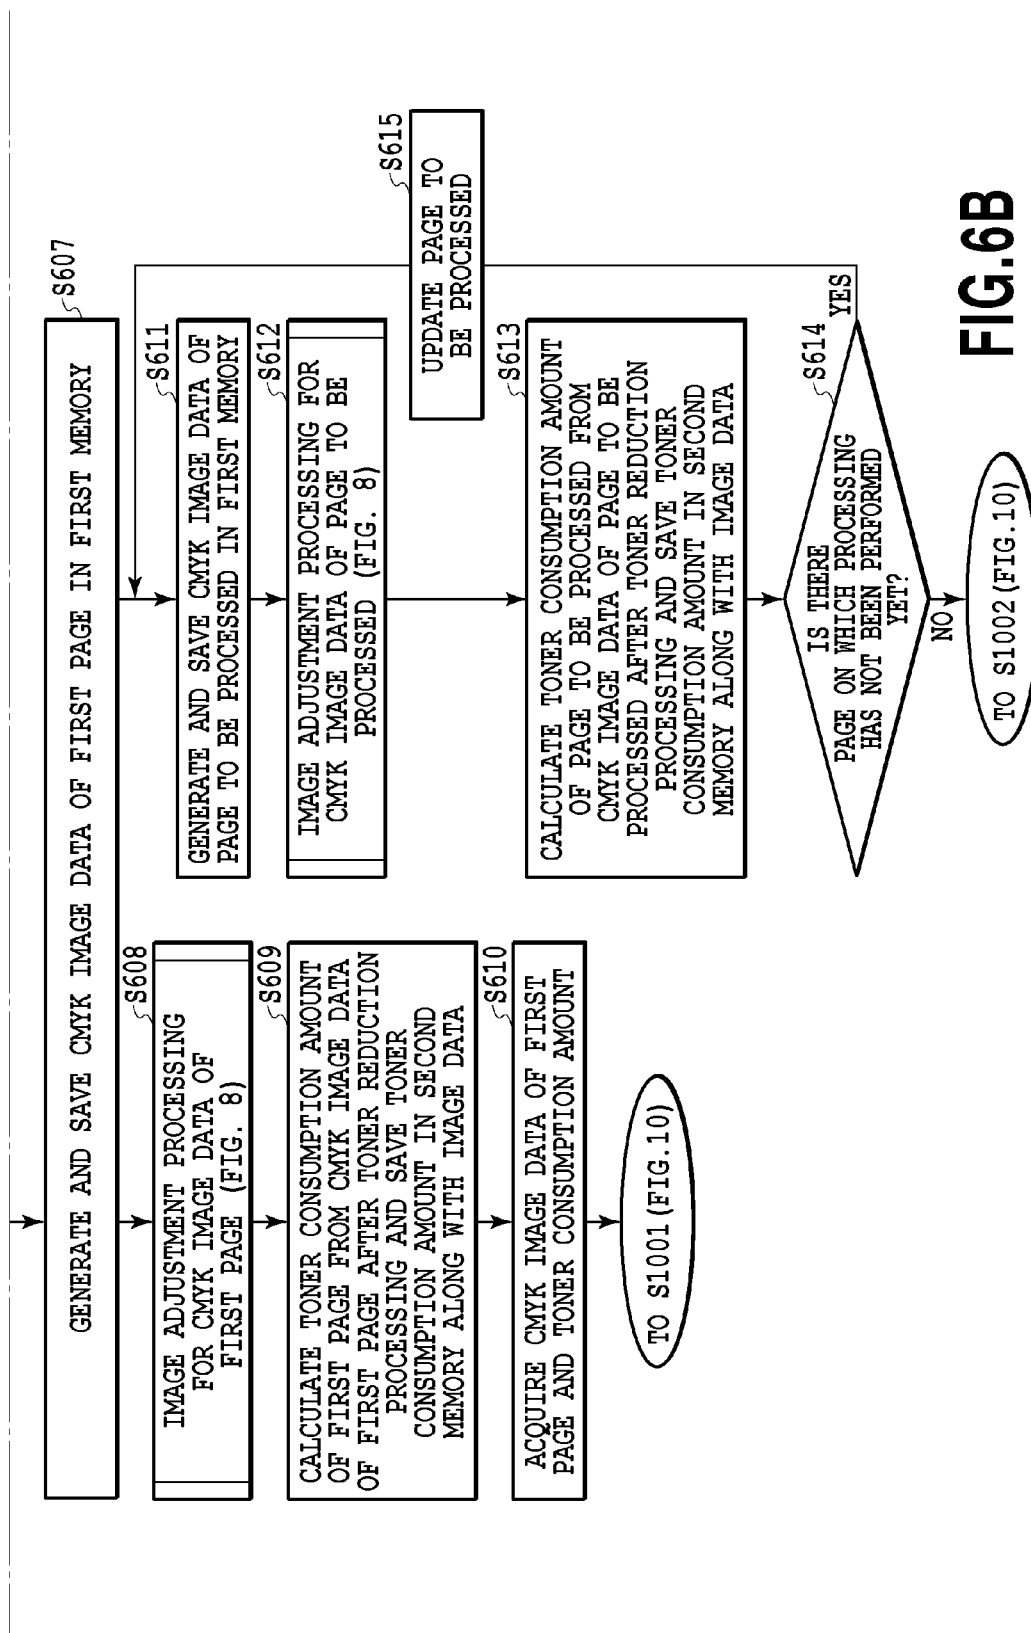 S607
GENERATE AND SAVE CMYK IMAGE DATA OF FIRST PAGE IN FIRST MEMORY
S608
IMAGE ADJUSTMENT PROCESSING
FOR CMYK IMAGE DATA OF
FIRST PAGE (FIG. 8)
S609
CALCULATE TONER CONSUMPTION AMOUNT
OF FIRST PAGE FROM CMYK IMAGE DATA
OF FIRST PAGE AFTER TONER REDUCTION
PROCESSING AND SAVE TONER
CONSUMPTION AMOUNT IN SECOND
MEMORY ALONG WITH IMAGE DATA
S610
ACQUIRE CMYK IMAGE DATA OF FIRST
PAGE AND TONER CONSUMPTION AMOUNT
TO S1001(FIG.10)
S611
GENERATE AND SAVE CMYK IMAGE DATA OF
PAGE TO BE PROCESSED IN FIRST MEMORY
S612
IMAGE ADJUSTMENT PROCESSING FOR
CMYK IMAGE DATA OF PAGE TO BE
PROCESSED (FIG. 8)
S613
CALCULATE TONER CONSUMPTION AMOUNT
OF PAGE TO BE PROCESSED FROM
CMYK IMAGE DATA OF PAGE TO BE
PROCESSED AFTER TONER REDUCTION
PROCESSING AND SAVE TONER
CONSUMPTION AMOUNT IN SECOND
MEMORY ALONG WITH IMAGE DATA
S614
IS THERE
PAGE ON WHICH PROCESSING
HAS NOT BEEN PERFORMED
YET?
YES
NO
S615
UPDATE PAGE TO
BE PROCESSED
TO S1002(FIG.10)
FIG.6B